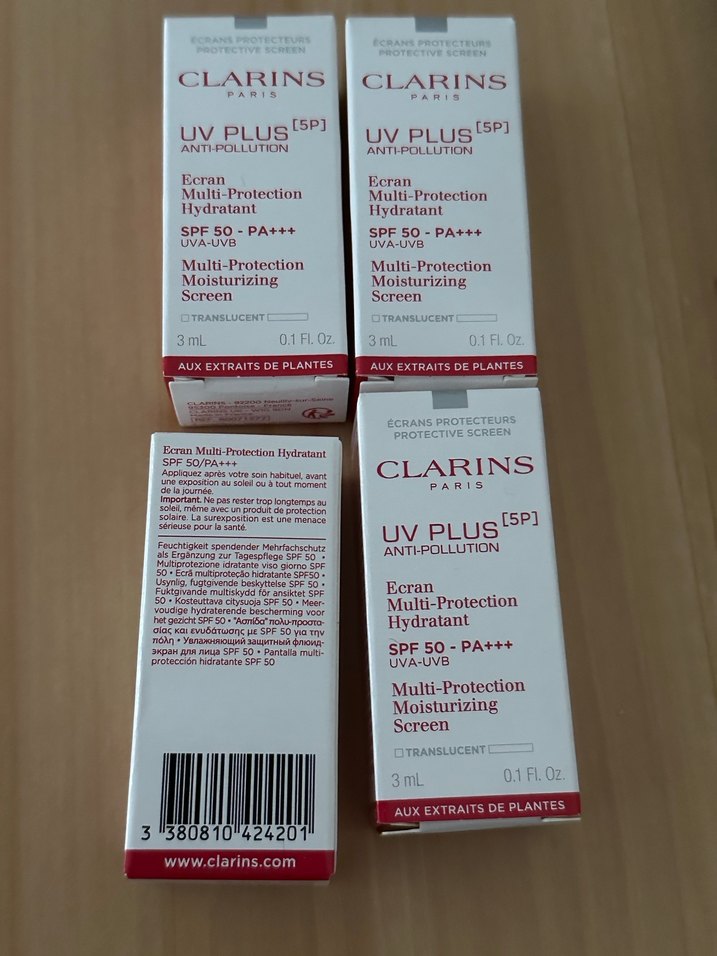 ÉCRANS PROTECTEURS
PROTECTIVE SCREEN
CLARINS
PARIS
UV PLUS [5P]
ANTI-POLLUTION
Ecran
Multi-Protection
Hydratant
SPF 50 - PA+++
UVA-UVB
Multi-Protection
Moisturizing
Screen
TRANSLUCENT
3 mL 0.1 Fl. Oz.
AUX EXTRAITS DE PLANTES
CLARINS - 92200 Neuilly-sur-Seine
95300 Pontoise - France
ÉCRANS PROTECTEURS
PROTECTIVE SCREEN
CLARINS
PARIS
UV PLUS [5P]
ANTI-POLLUTION
Ecran
Multi-Protection
Hydratant
SPF 50 - PA+++
UVA-UVB
Multi-Protection
Moisturizing
Screen
TRANSLUCENT
3 mL 0.1 Fl. Oz.
AUX EXTRAITS DE PLANTES
Ecran Multi-Protection Hydratant
SPF 50/PA+++
Appliquez après votre soin habituel, avant
une exposition au soleil ou à tout moment
de la journée.
Important. Ne pas rester trop longtemps au
soleil, même avec un produit de protection
solaire. La surexposition est une menace
sérieuse pour la santé.
Feuchtigkeit spendender Mehrfachschutz
als Ergänzung zur Tagespflege SPF 50 •
Multiprotezione idratante viso giorno SPF
50 • Ecrã multiproteção hidratante SPF50 •
Usynlig, fugtgivende beskyttelse SPF 50 •
Fuktgivande multiskydd för ansiktet SPF
50 • Kosteuttava citysuoja SPF 50 • Meer-
voudige hydraterende bescherming voor
het gezicht SPF 50 • "Ασπίδα" πολυ-προστα-
σίας και ενυδάτωσης με SPF 50 για την
πόλη • Увлажняющий защитный флюид-
экран для лица SPF 50 • Pantalla multi-
protección hidratante SPF 50
3 380810 424201
www.clarins.com
ÉCRANS PROTECTEURS
PROTECTIVE SCREEN
CLARINS
PARIS
UV PLUS [5P]
ANTI-POLLUTION
Ecran
Multi-Protection
Hydratant
SPF 50 - PA+++
UVA-UVB
Multi-Protection
Moisturizing
Screen
TRANSLUCENT
3 mL 0.1 Fl. Oz.
AUX EXTRAITS DE PLANTES